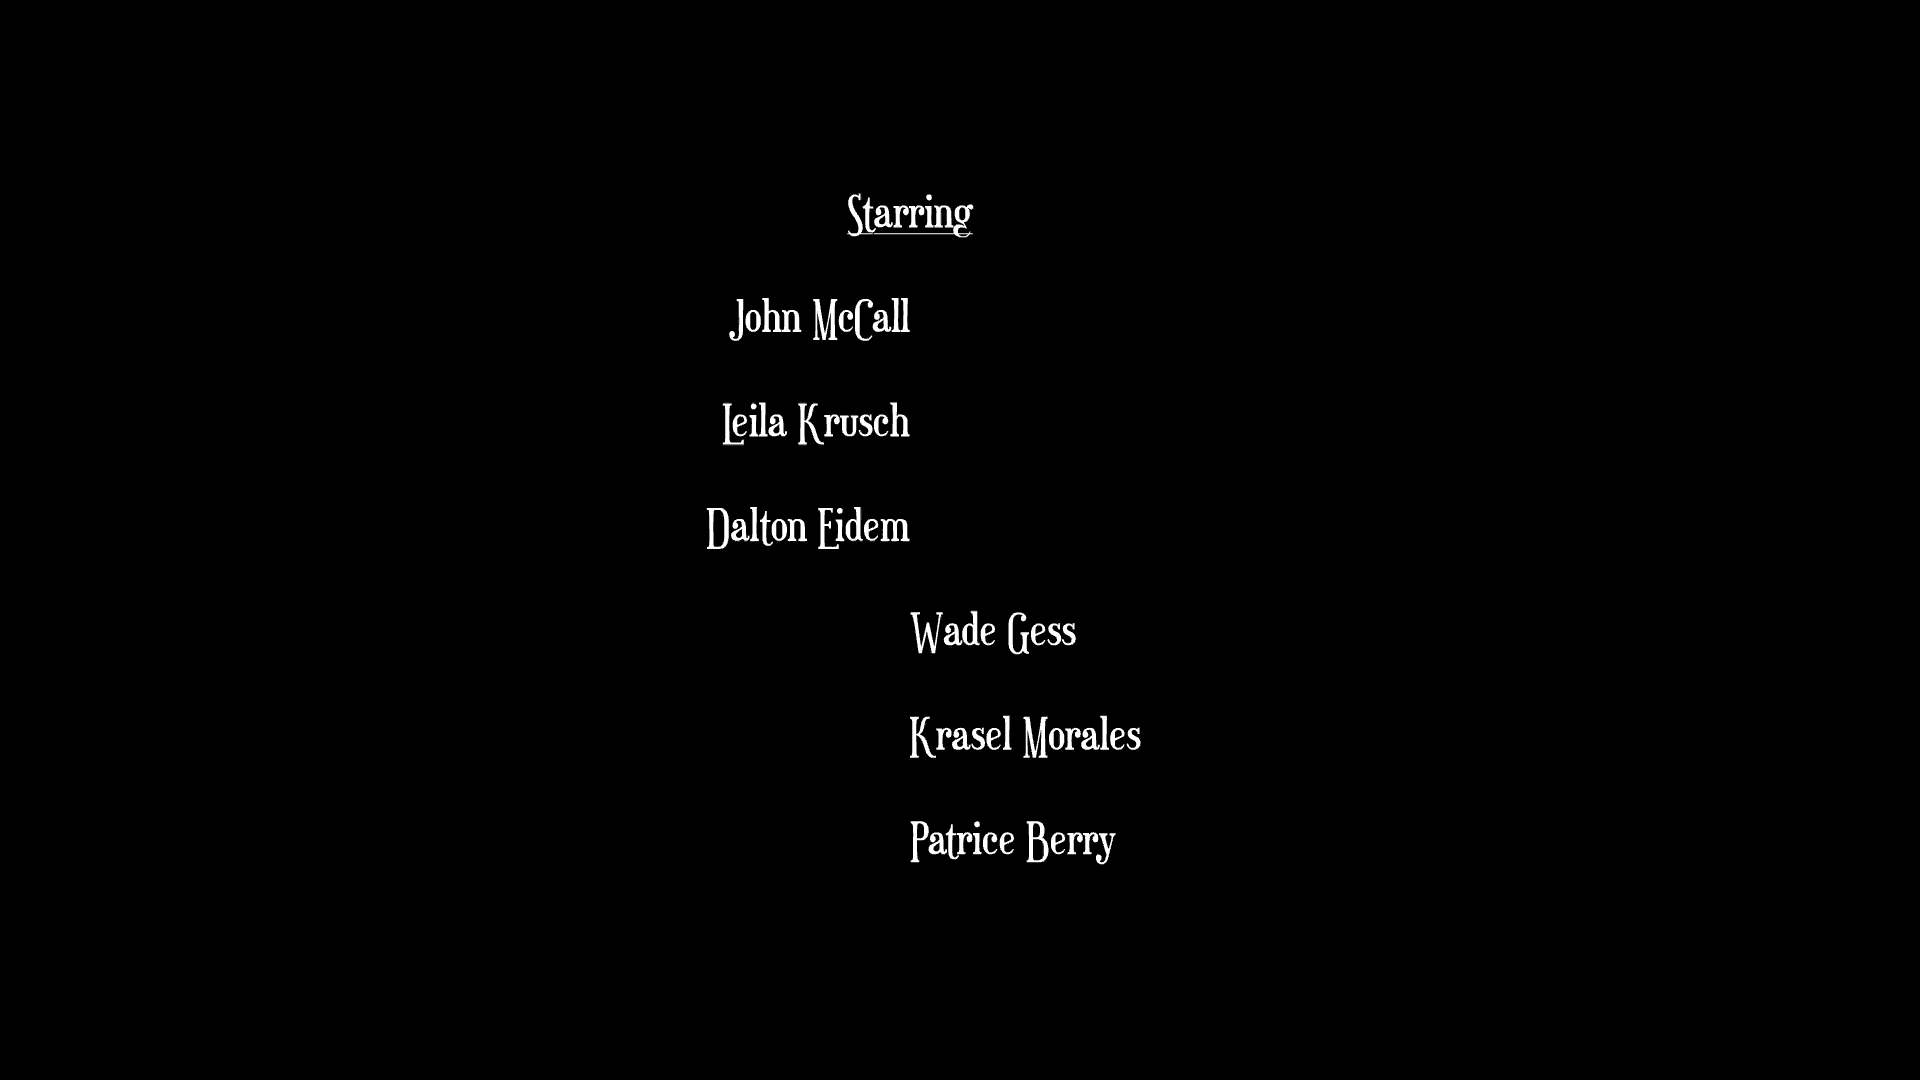 Starring
John McCall
Leila Krusch
Dalton Eidem
Wade Gess
Krasel Morales
Patrice Berry